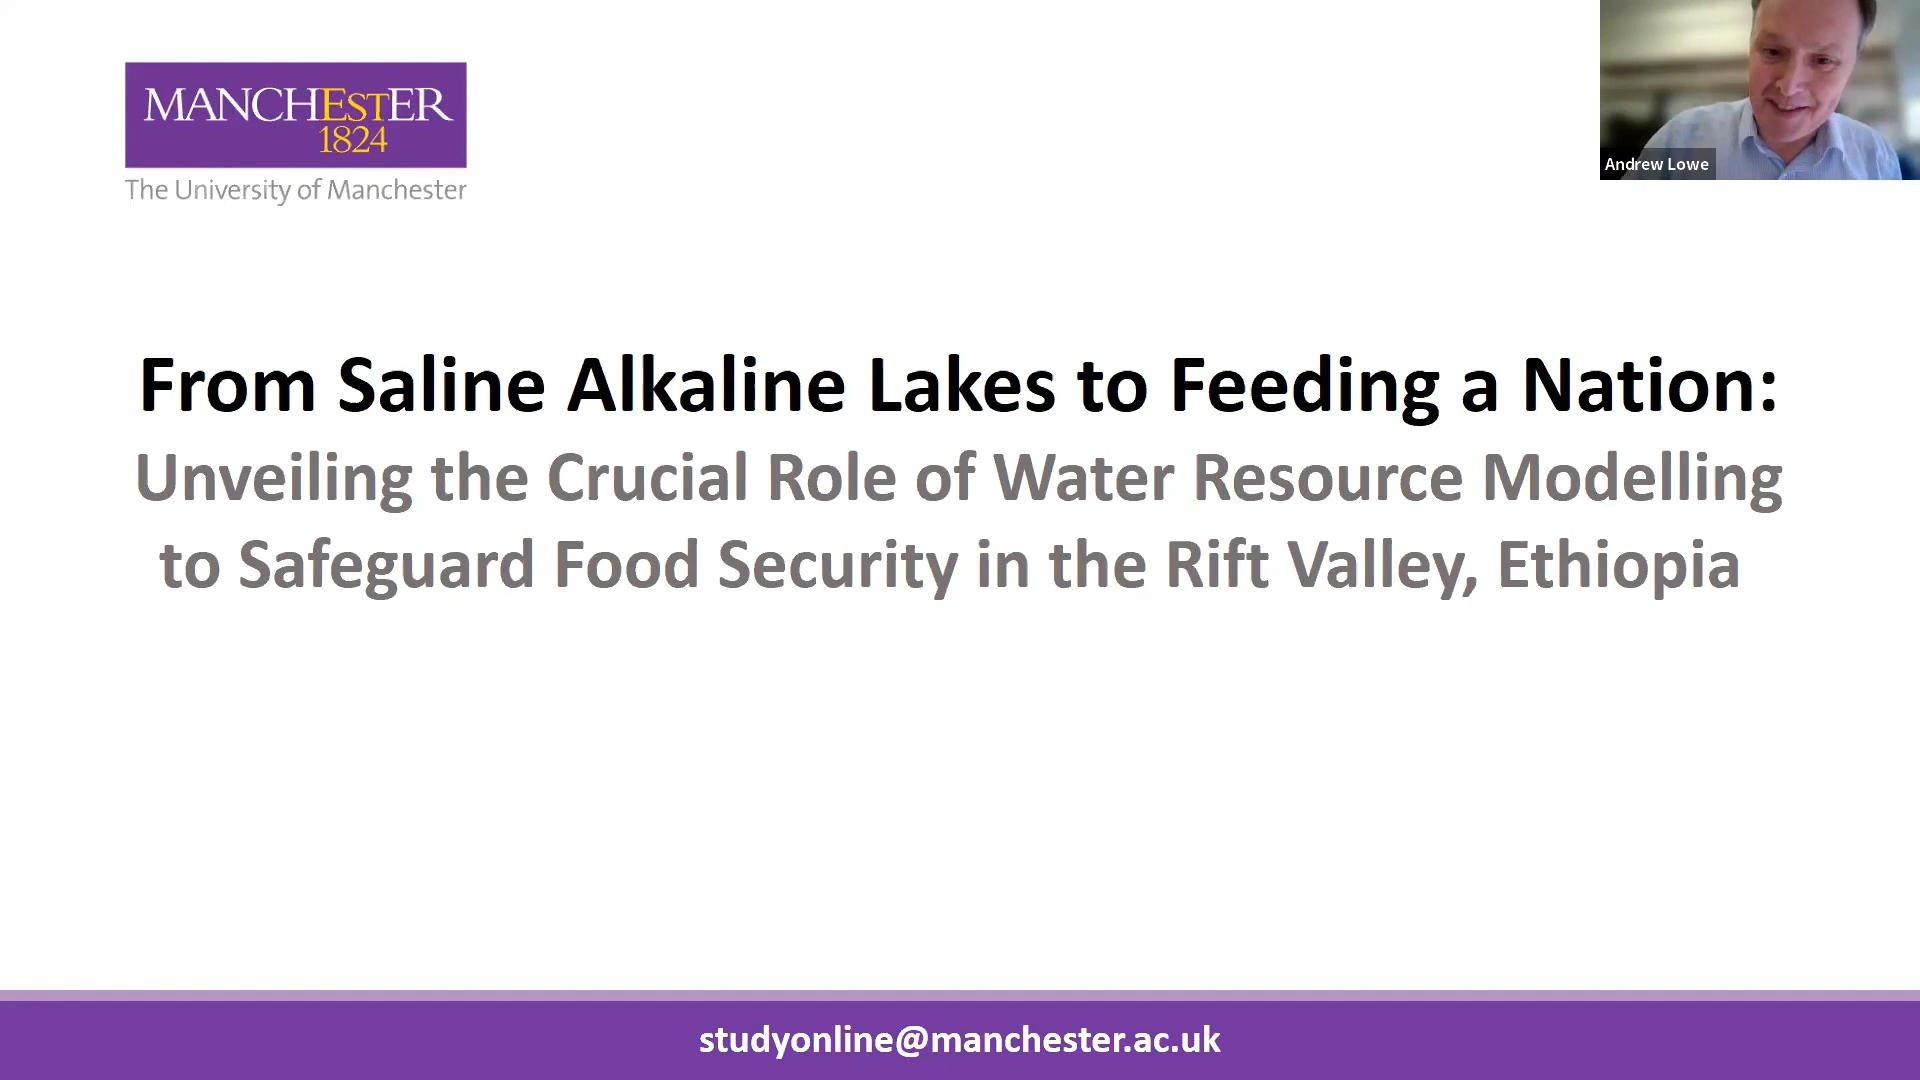 MANCHESTER
1824
The University of Manchester
Andrew Lowe
From Saline Alkaline Lakes to Feeding a Nation:
Unveiling the Crucial Role of Water Resource Modelling
to Safeguard Food Security in the Rift Valley, Ethiopia
studyonline@manchester.ac.uk